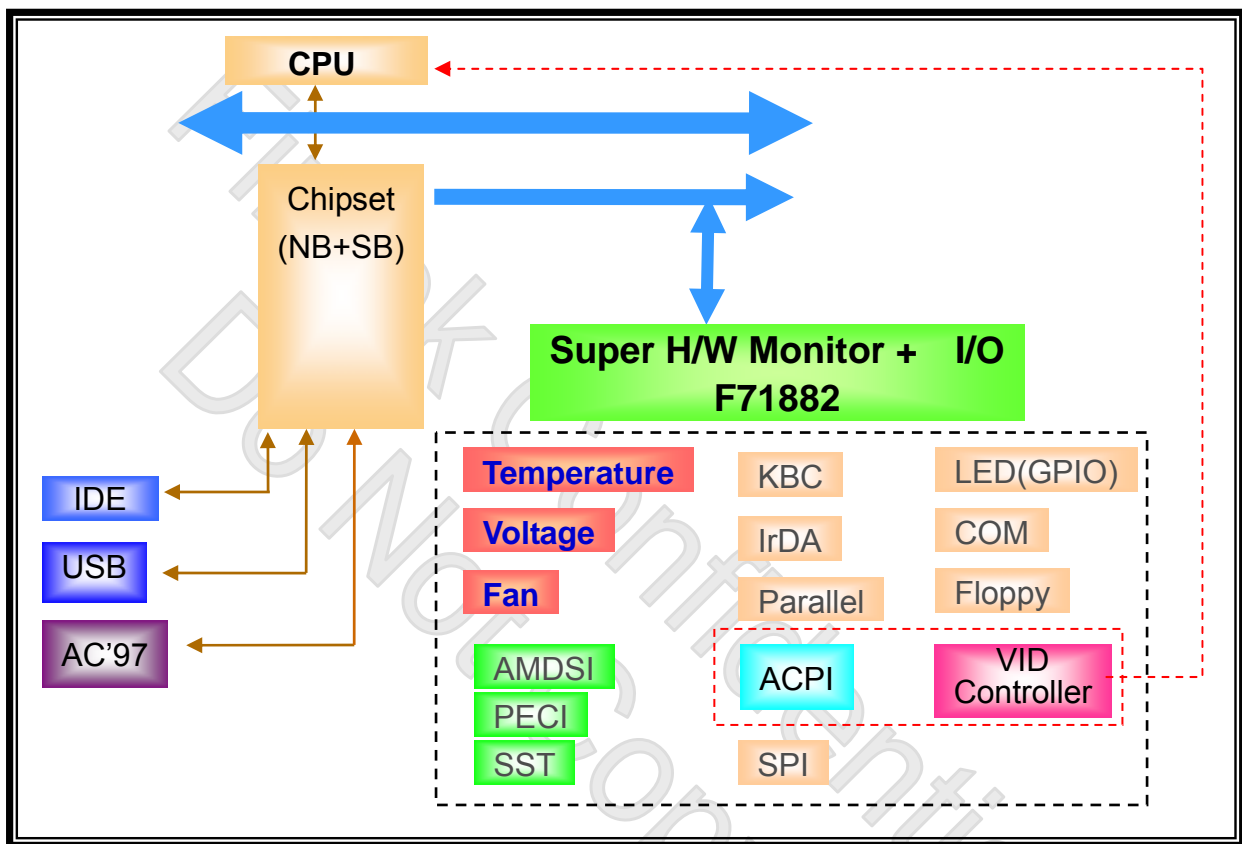 CPU
Chipset
(NB+SB)
Super H/W Monitor + I/O
F71882
IDE
USB
AC'97
Temperature
Voltage
Fan
AMDSI
PECI
SST
KBC
IrDA
Parallel
ACPI
SPI
LED(GPIO)
COM
Floppy
VID
Controller